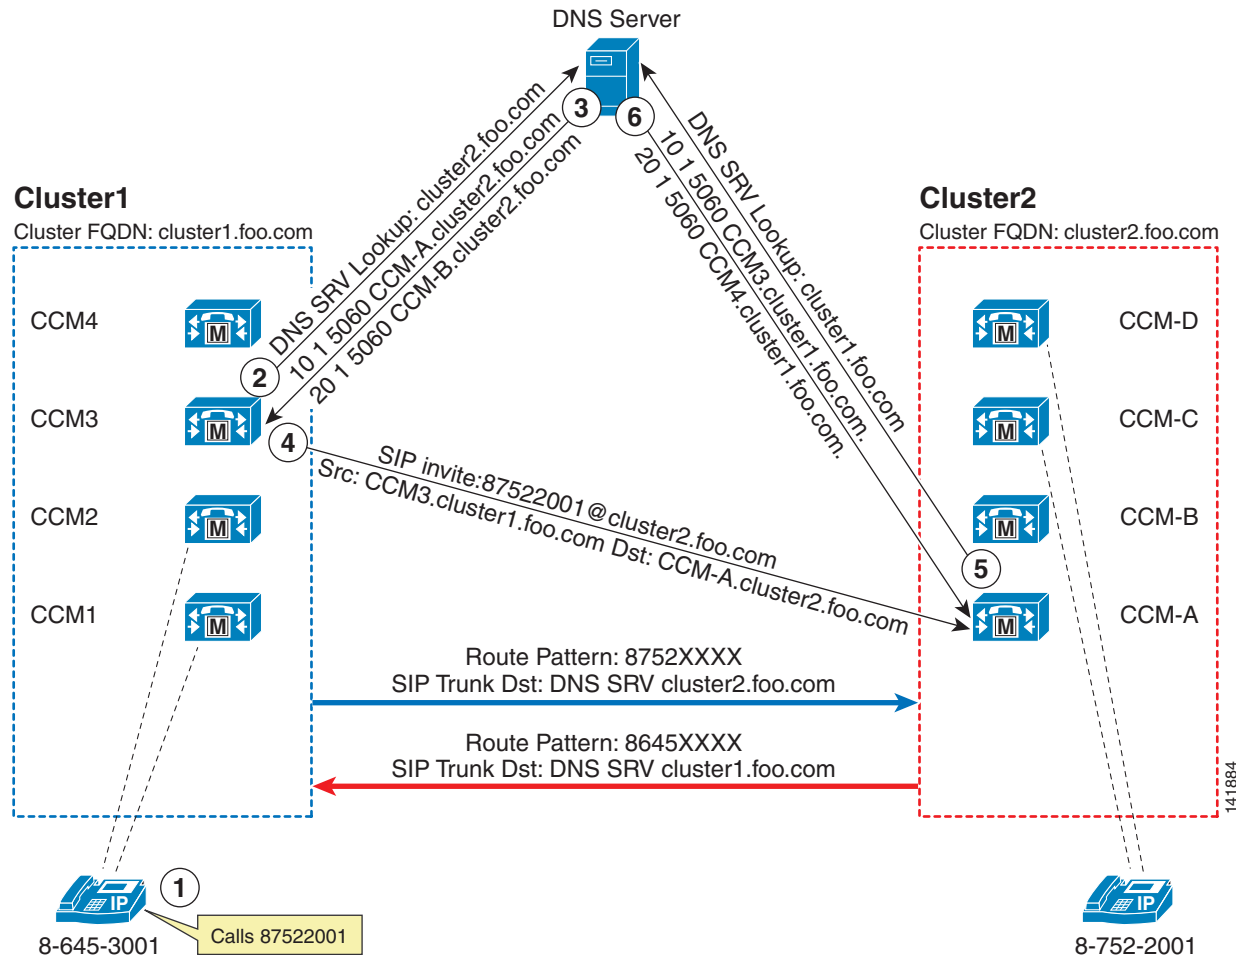 DNS Server
3
6
DNS SRV Lookup: cluster2.foo.com
10 1 5060 CCM-A.cluster2.foo.com
20 1 5060 CCM-B.cluster2.foo.com
DNS SRV Lookup: cluster1.foo.com
10 1 5060 CCM3.cluster1.foo.com.
20 1 5060 CCM4.cluster1.foo.com.
Cluster1
Cluster FQDN: cluster1.foo.com
Cluster2
Cluster FQDN: cluster2.foo.com
CCM4
M
2
CCM3
M
4
CCM2
M
CCM1
M
M
CCM-D
M
CCM-C
M
CCM-B
5
M
CCM-A
SIP invite:87522001@cluster2.foo.com
Src: CCM3.cluster1.foo.com Dst: CCM-A.cluster2.foo.com
Route Pattern: 8752XXXX
SIP Trunk Dst: DNS SRV cluster2.foo.com
Route Pattern: 8645XXXX
SIP Trunk Dst: DNS SRV cluster1.foo.com
141884
1
IP
Calls 87522001
8-645-3001
IP
8-752-2001